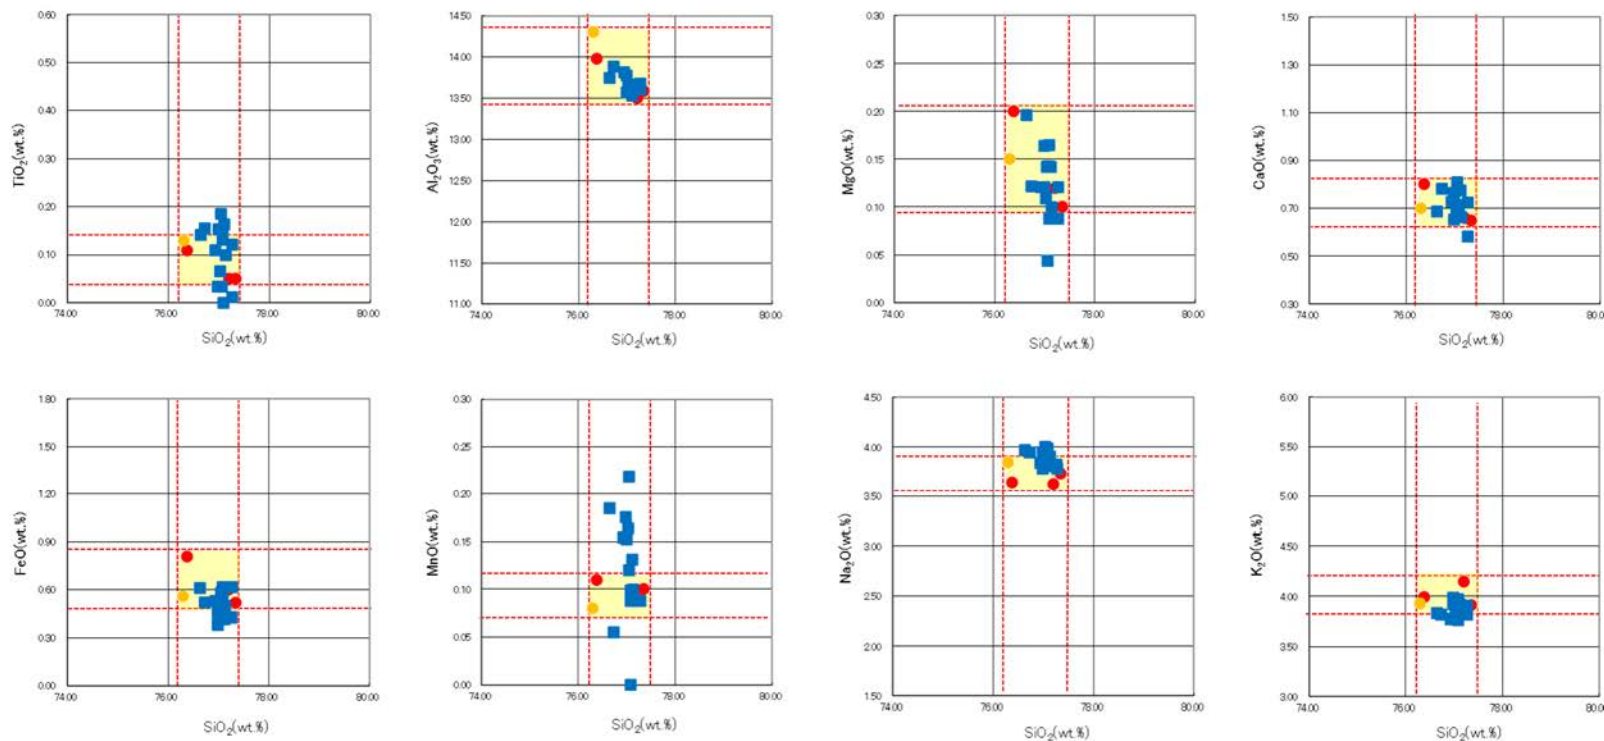 0.60
0.50
0.40
0.30
0.20
0.10
0.00
74.00 76.00 78.00 80.00
TiO2(wt.%)
SiO2(wt.%)
14.50
14.00
13.50
13.00
12.50
12.00
11.50
11.00
74.00 76.00 78.00 80.00
Al2O3(wt.%)
SiO2(wt.%)
0.30
0.25
0.20
0.15
0.10
0.05
0.00
74.00 76.00 78.00 80.00
MgO(wt.%)
SiO2(wt.%)
1.50
1.30
1.10
0.90
0.70
0.50
0.30
74.00 76.00 78.00 80.00
CaO(wt.%)
SiO2(wt.%)
1.80
1.50
1.20
0.90
0.60
0.30
0.00
74.00 76.00 78.00 80.00
FeO(wt.%)
SiO2(wt.%)
0.30
0.25
0.20
0.15
0.10
0.05
0.00
74.00 76.00 78.00 80.00
MnO(wt.%)
SiO2(wt.%)
4.50
4.00
3.50
3.00
2.50
2.00
1.50
74.00 76.00 78.00 80.00
Na2O(wt.%)
SiO2(wt.%)
6.00
5.50
5.00
4.50
4.00
3.50
3.00
74.00 76.00 78.00 80.00
K2O(wt.%)
SiO2(wt.%)